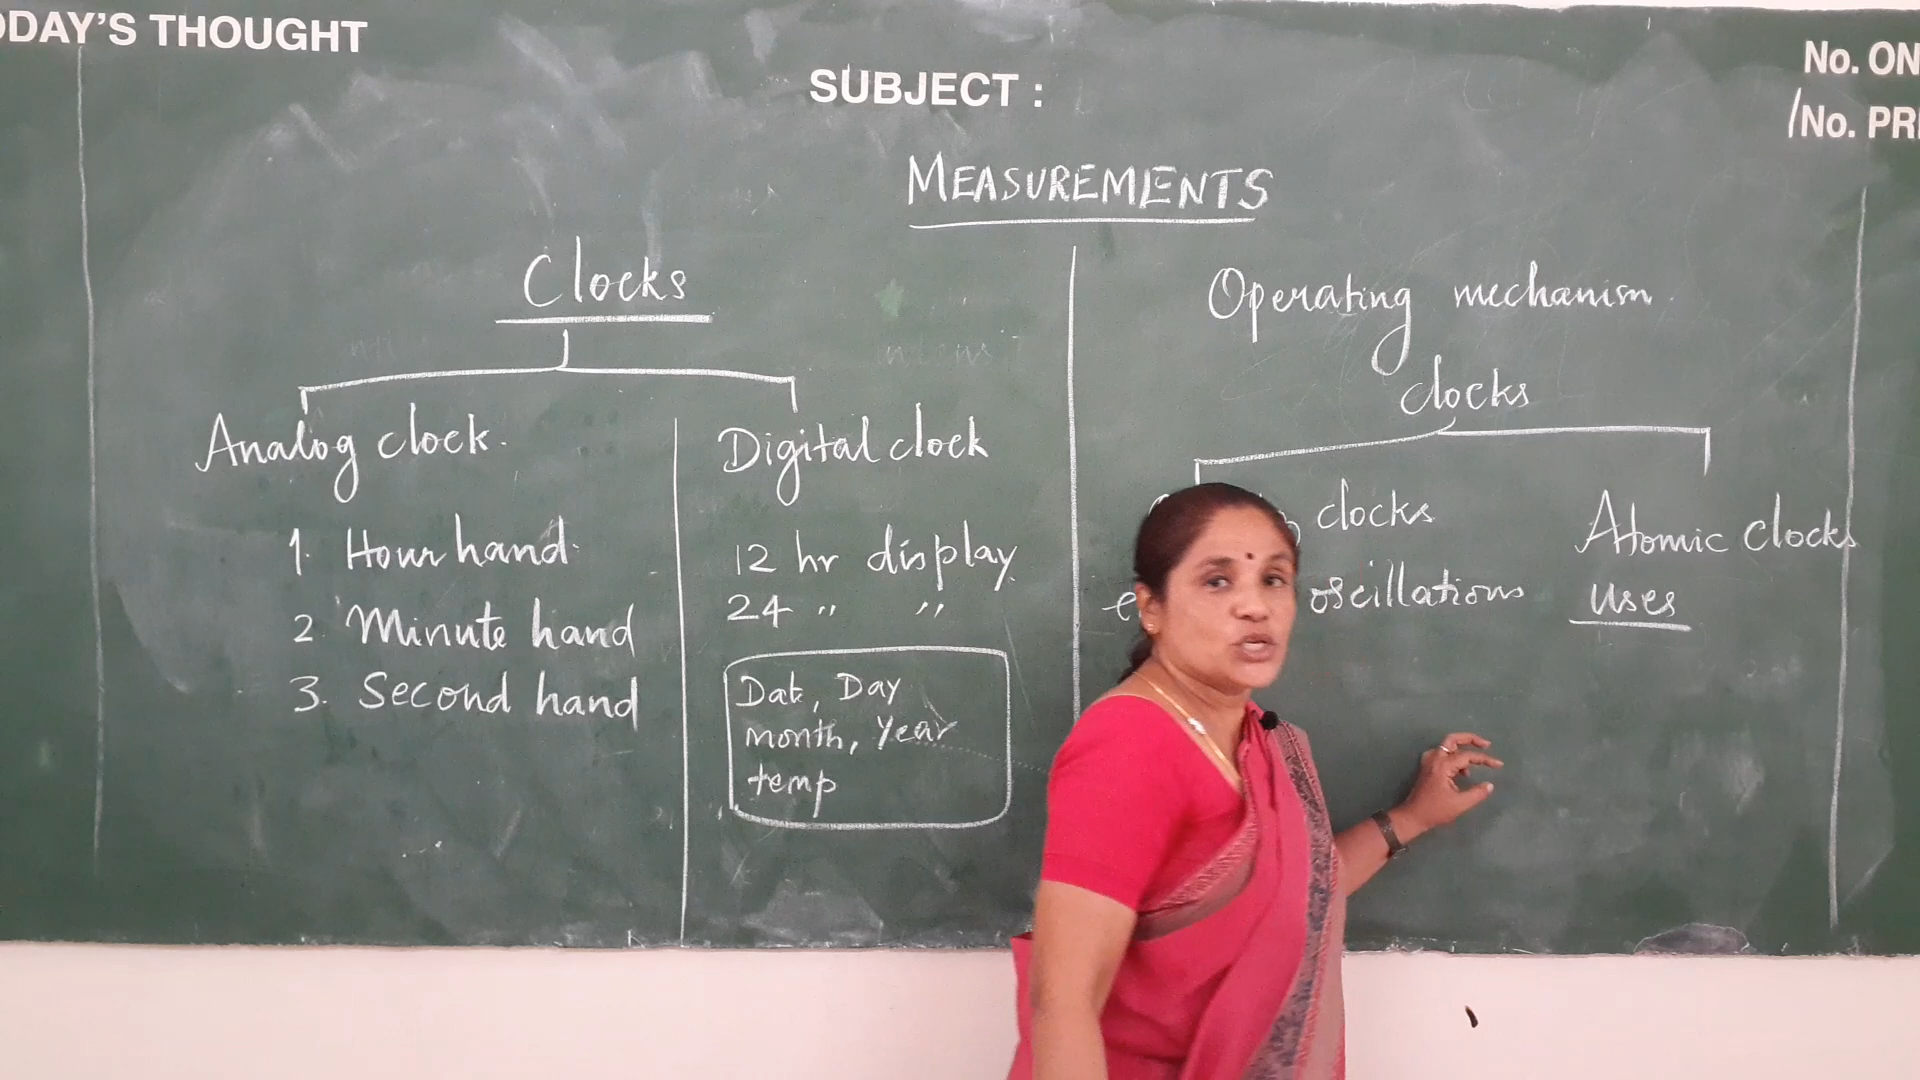 TODAY'S THOUGHT
SUBJECT :
No. ON
No. PR
MEASUREMENTS
Clocks
Analog clock.
1. Hour hand.
2. Minute hand
3. Second hand
Digital clock
12 hr display.
24 " "
Date, Day
month, Year
temp
Operating mechanism.
clocks
clocks
oscillations
Atomic clocks
uses